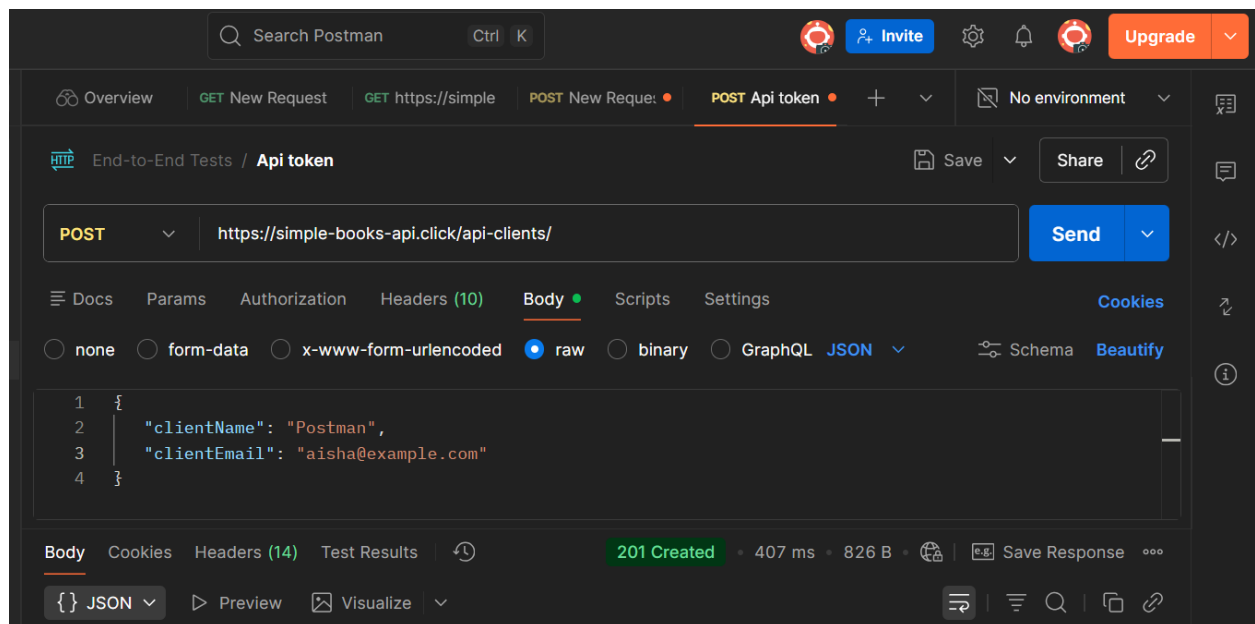 Search Postman Ctrl K Invite Upgrade
Overview GET New Request GET https://simple POST New Reque: POST Api token No environment
HTTP End-to-End Tests / Api token Save Share
POST https://simple-books-api.click/api-clients/ Send
Docs Params Authorization Headers (10) Body Scripts Settings Cookies
none form-data x-www-form-urlencoded raw binary GraphQL JSON Schema Beautify
1 {
2 "clientName": "Postman",
3 "clientEmail": "aisha@example.com"
4 }
Body Cookies Headers (14) Test Results 201 Created • 407 ms • 826 B • e.g. Save Response
{} JSON Preview Visualize